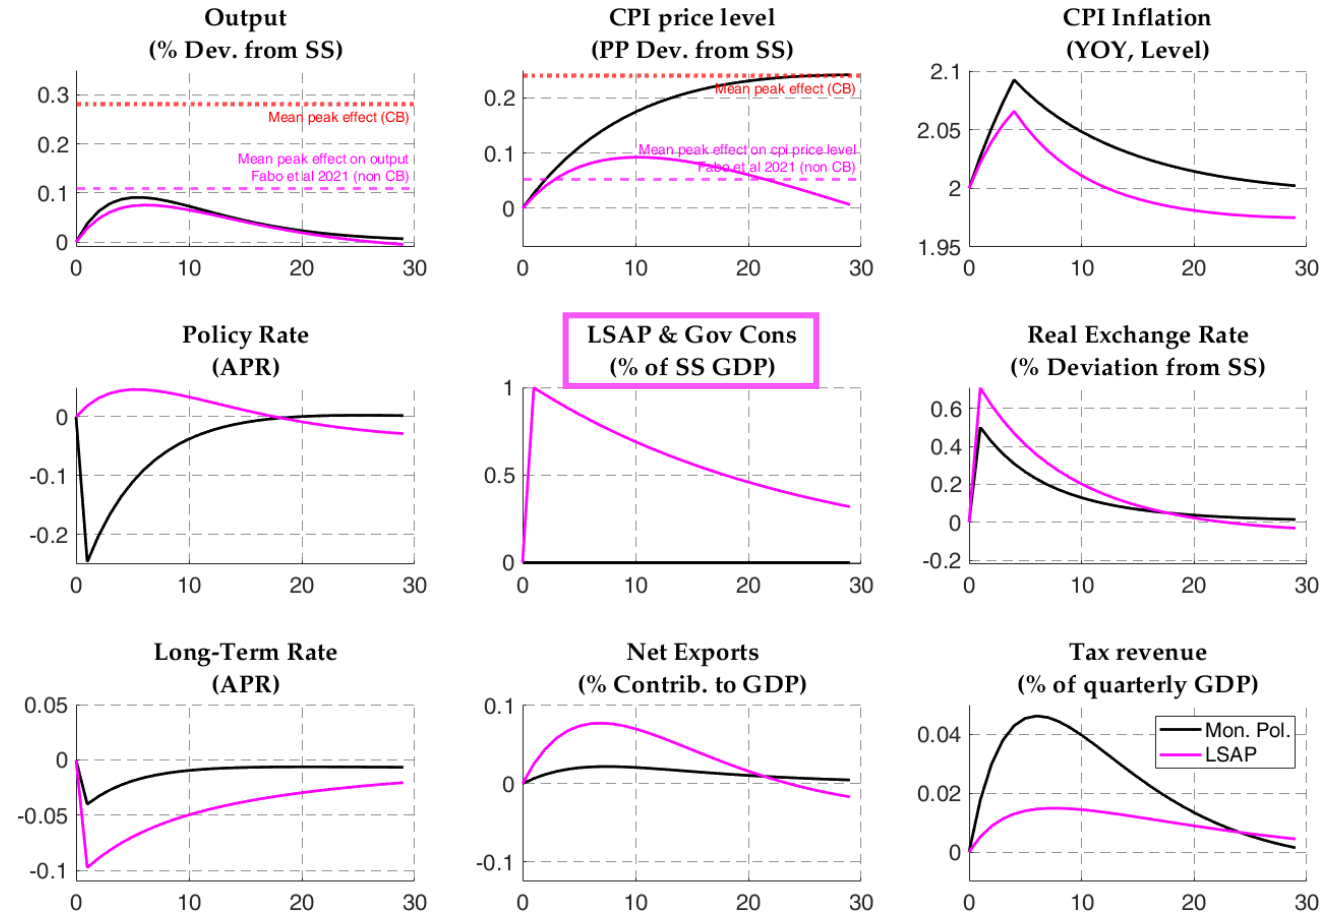 Output
(% Dev. from SS)
0.3
0.2
0.1
0
0
10
20
30
Mean peak effect (CB)
Mean peak effect on output
Fabo et al 2021 (non CB)
CPI price level
(PP Dev. from SS)
0.2
0.1
0
0
10
20
30
Mean peak effect (CB)
Mean peak effect on cpi price level
Fabo et al 2021 (non CB)
CPI Inflation
(YOY, Level)
2.1
2.05
2
1.95
0
10
20
30
Policy Rate
(APR)
0
-0.1
-0.2
0
10
20
30
LSAP & Gov Cons
(% of SS GDP)
1
0.5
0
0
10
20
30
Real Exchange Rate
(% Deviation from SS)
0.6
0.4
0.2
0
-0.2
0
10
20
30
Long-Term Rate
(APR)
0.05
0
-0.05
-0.1
0
10
20
30
Net Exports
(% Contrib. to GDP)
0.1
0
-0.1
0
10
20
30
Tax revenue
(% of quarterly GDP)
0.04
0.02
0
0
10
20
30
Mon. Pol.
LSAP